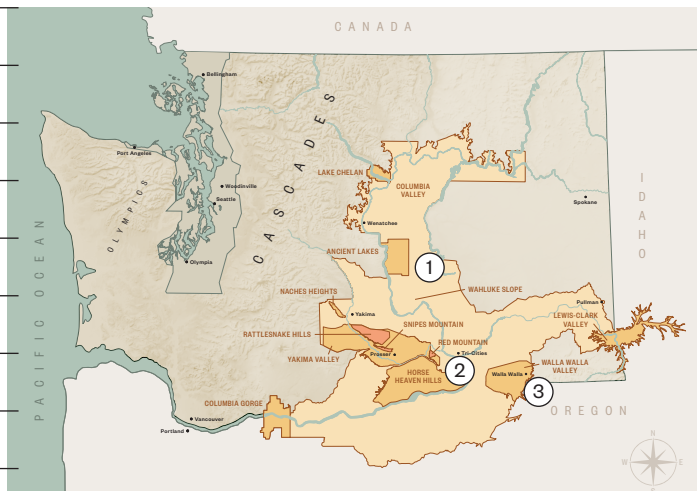 CANADA
Bellingham
Port Angeles
OLYMPICS
Woodinville
Seattle
Olympia
CASCADES
PACIFIC OCEAN
LAKE CHELAN
COLUMBIA
VALLEY
Wenatchee
Spokane
IDAHO
ANCIENT LAKES
1
NACHES HEIGHTS
WAHLUKE SLOPE
Pullman
Yakima
LEWIS-CLARK
VALLEY
SNIPES MOUNTAIN
RATTLESNAKE HILLS
RED MOUNTAIN
Prosser
Tri-Cities
YAKIMA VALLEY
WALLA WALLA
VALLEY
2
HORSE
HEAVEN HILLS
Walla Walla
3
COLUMBIA GORGE
OREGON
Vancouver
Portland
N
W
E